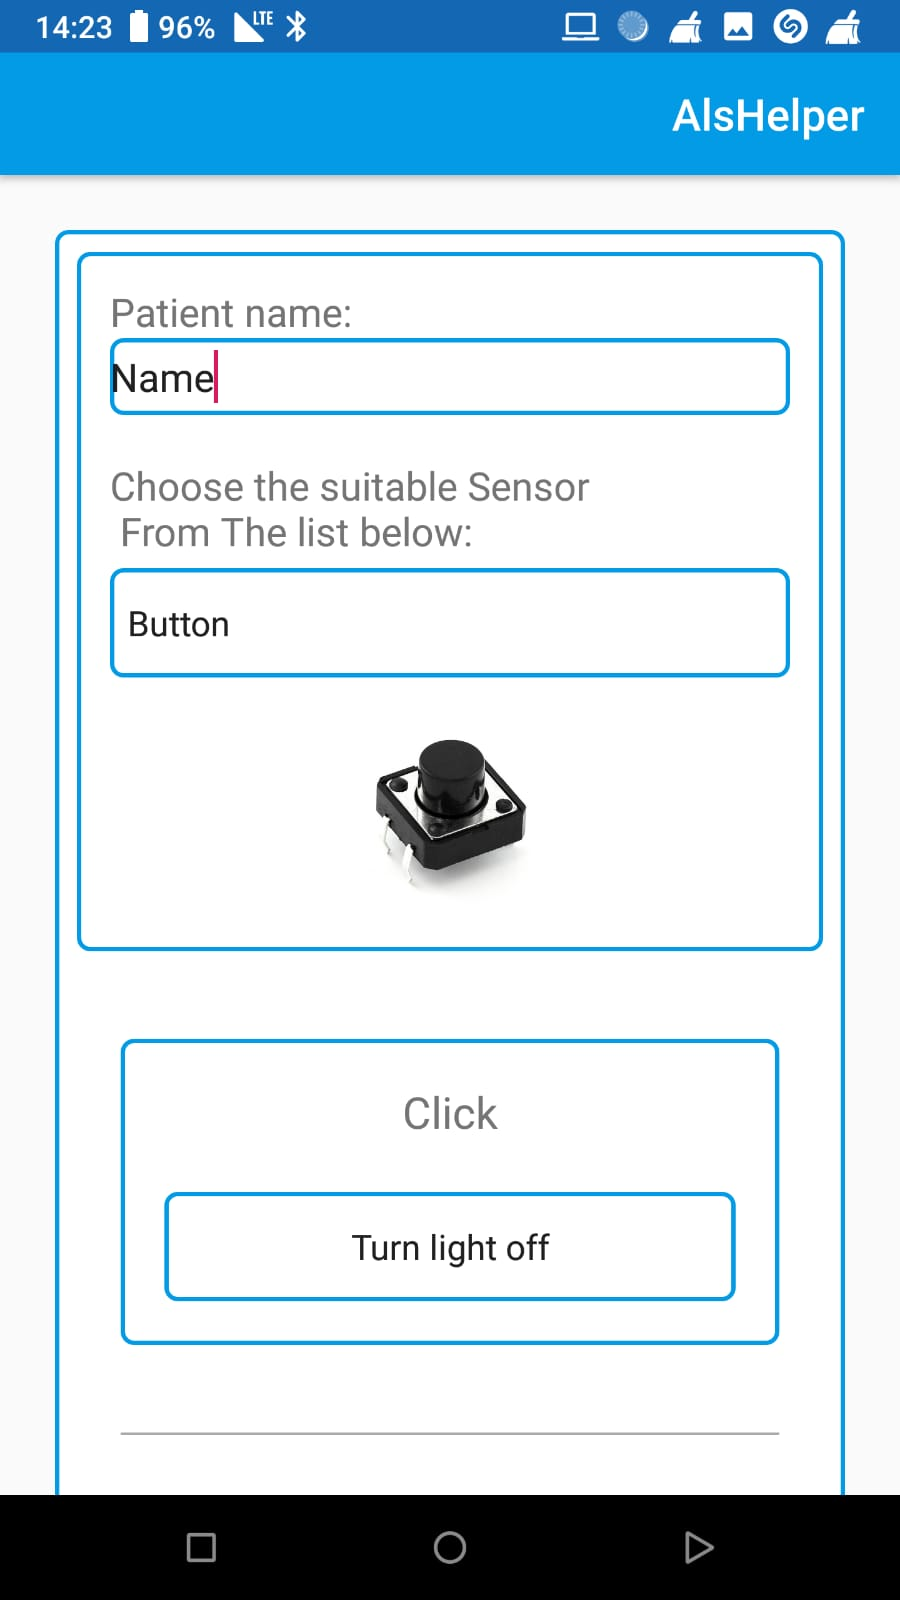 14:23 96% LTE
AlsHelper
Patient name:
Name
Choose the suitable Sensor
From The list below:
Button
Click
Turn light off